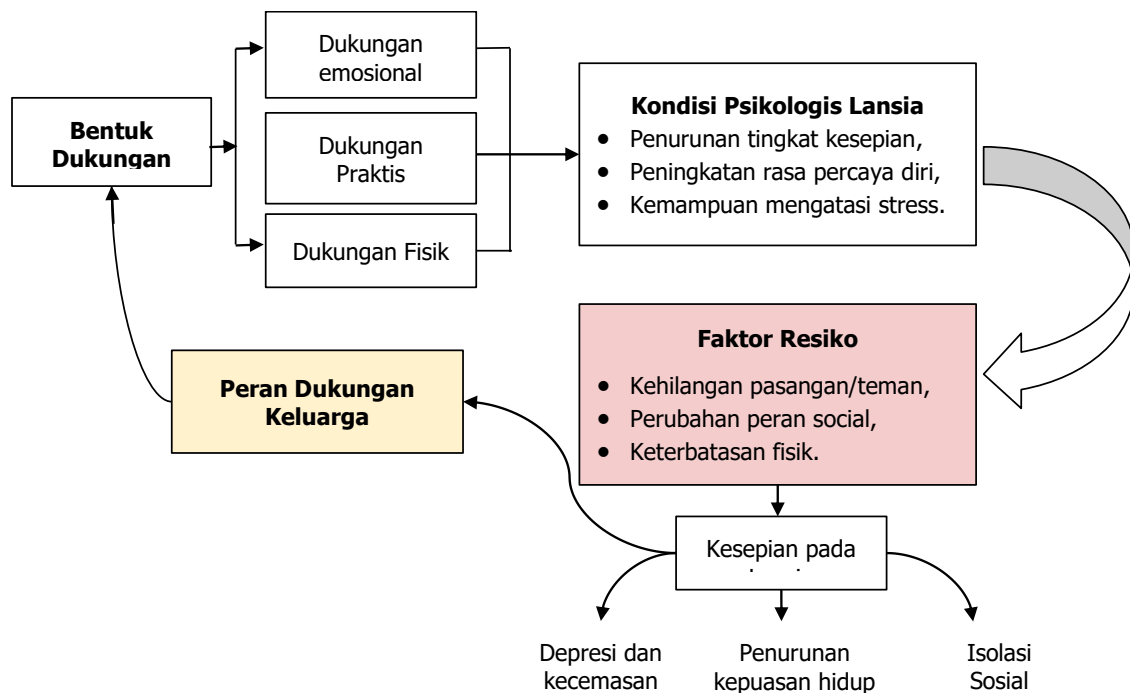 Dukungan
emosional
Bentuk
Dukungan
Dukungan
Praktis
Dukungan Fisik
Kondisi Psikologis Lansia
• Penurunan tingkat kesepian,
• Peningkatan rasa percaya diri,
• Kemampuan mengatasi stress.
Faktor Resiko
• Kehilangan pasangan/teman,
• Perubahan peran social,
• Keterbatasan fisik.
Peran Dukungan
Keluarga
Kesepian pada
Depresi dan
kecemasan
Penurunan
kepuasan hidup
Isolasi
Sosial